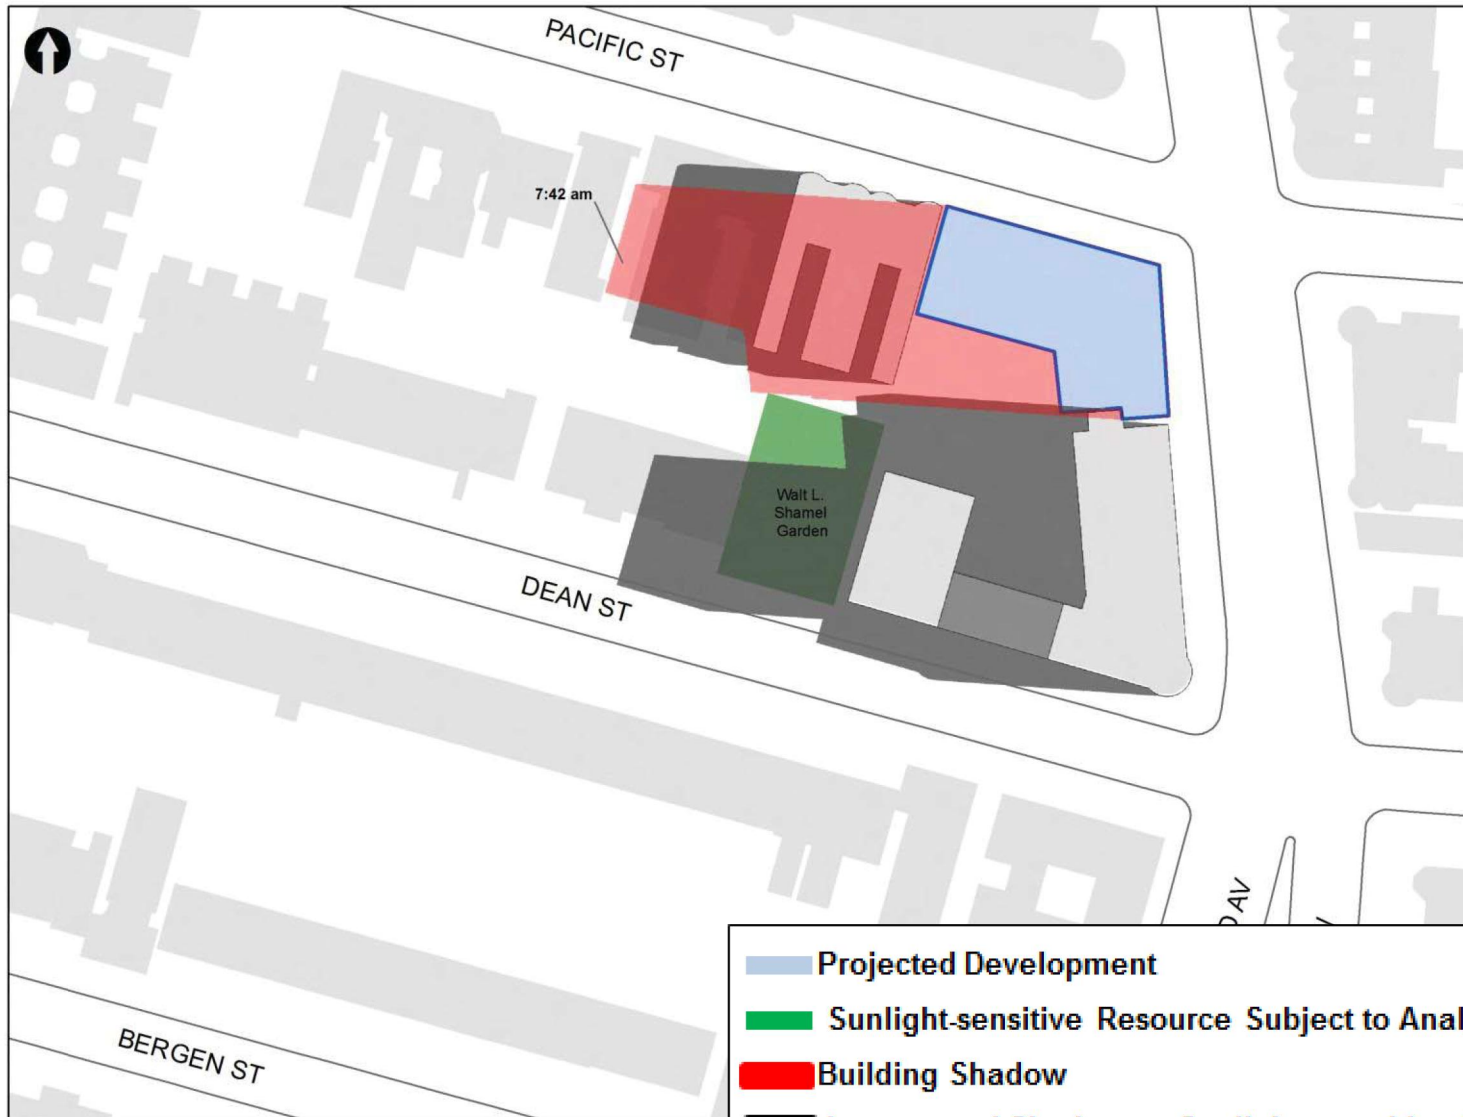 PACIFIC ST
7:42 am
Walt L.
Shamel
Garden
DEAN ST
AV
BERGEN ST
Projected Development
Sunlight-sensitive Resource Subject to Anal
Building Shadow